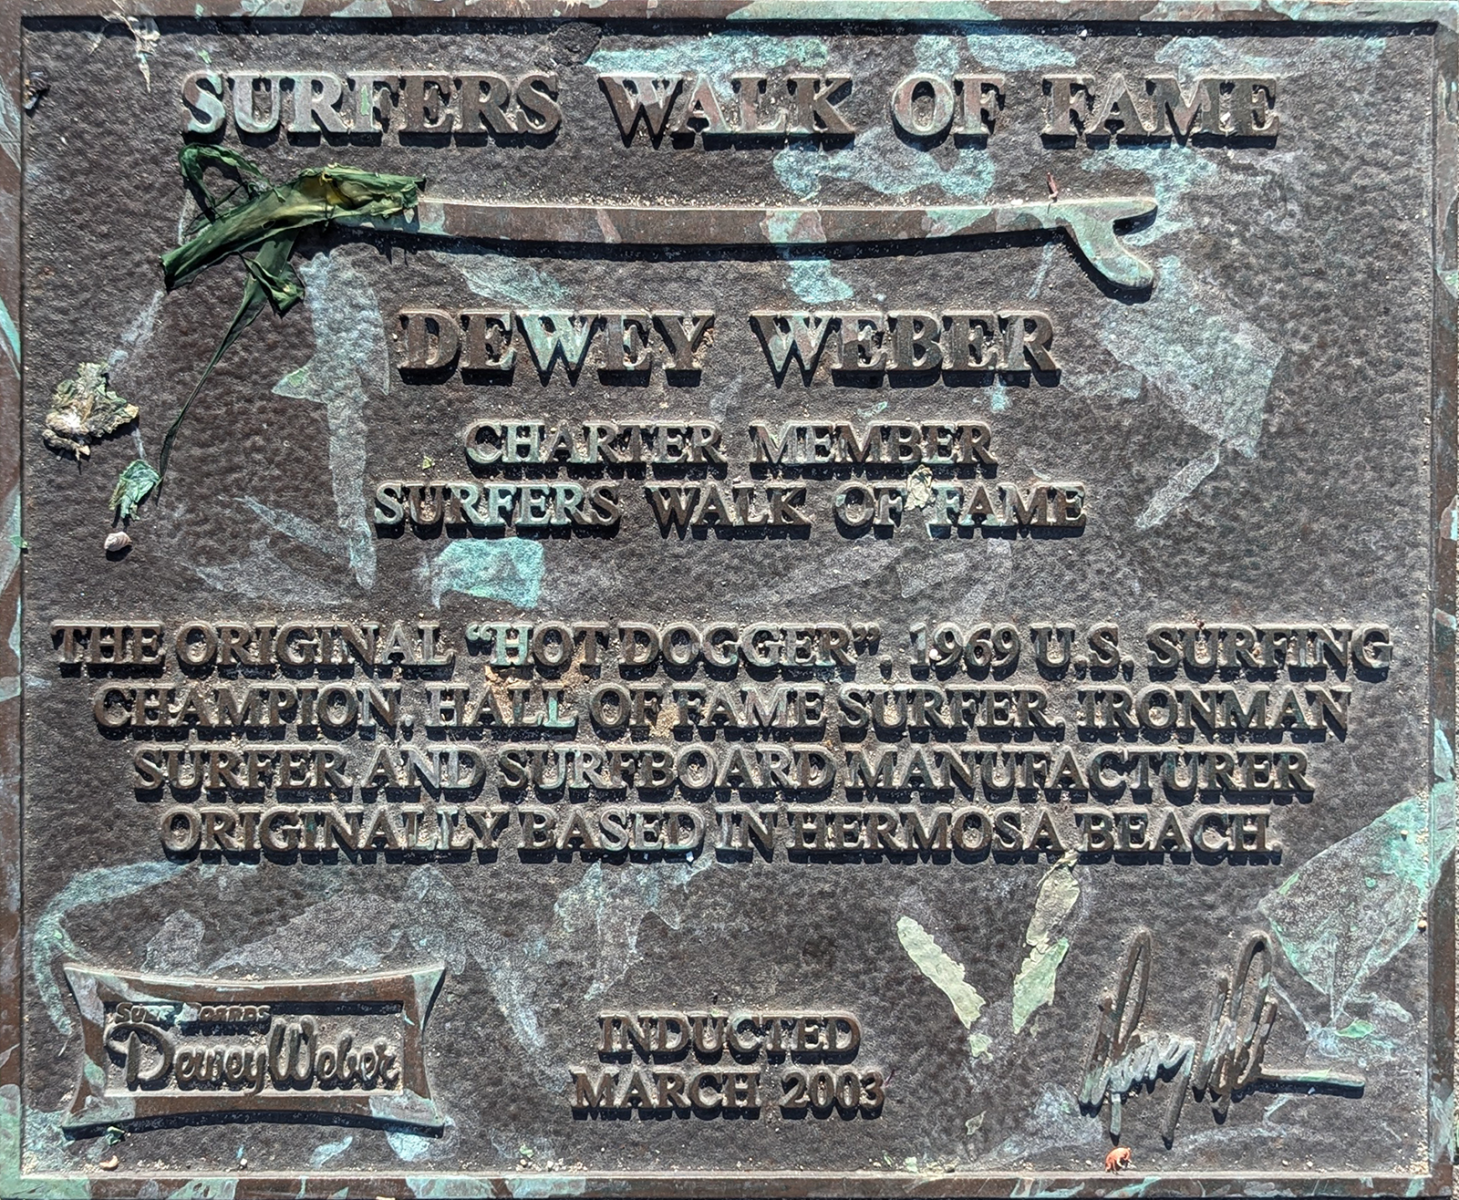 SURFERS WALK OF FAME
DEWEY WEBER
CHARTER MEMBER
SURFERS WALK OF FAME
THE ORIGINAL “HOT DOGGER”, 1969 U.S. SURFING
CHAMPION, HALL OF FAME SURFER, IRONMAN
SURFER AND SURFBOARD MANUFACTURER
ORIGINALLY BASED IN HERMOSA BEACH.
SURF BOARDS
Dewey Weber
INDUCTED
MARCH 2003